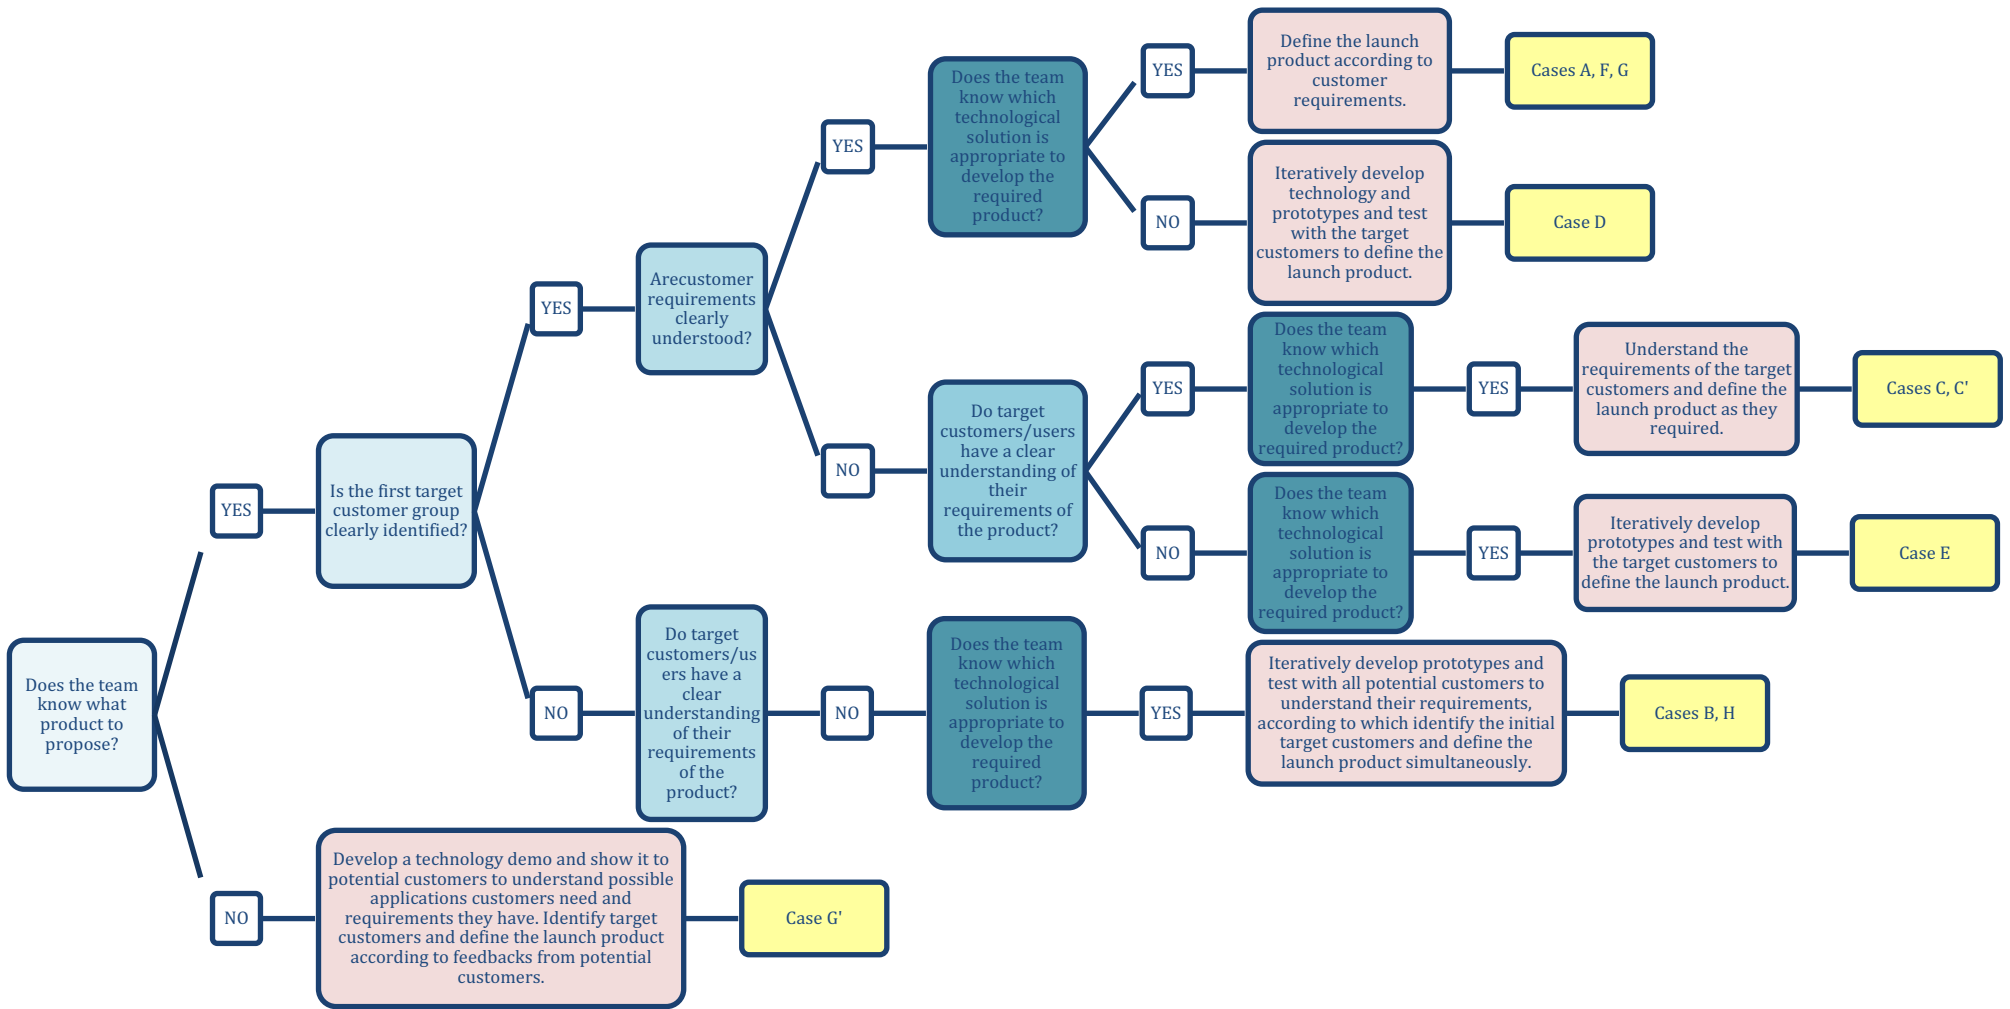 Does the team
know what
product to
propose?
YES
Is the first target
customer group
clearly identified?
YES
Arecustomer
requirements
clearly
understood?
YES
Does the team
know which
technological
solution is
appropriate to
develop the
required
product?
YES
Define the launch
product according to
customer
requirements.
Cases A, F, G
NO
Iteratively develop
technology and
prototypes and test
with the target
customers to define the
launch product.
Case D
NO
Do target
customers/users
have a clear
understanding of
their
requirements of
the product?
YES
Does the team
know which
technological
solution is
appropriate to
develop the
required product?
YES
Understand the
requirements of the target
customers and define the
launch product as they
required.
Cases C, C'
NO
Does the team
know which
technological
solution is
appropriate to
develop the
required product?
YES
Iteratively develop
prototypes and test with
the target customers to
define the launch product.
Case E
NO
Do target
customers/us
ers have a
clear
understanding
of their
requirements
of the
product?
NO
Does the team
know which
technological
solution is
appropriate to
develop the
required
product?
YES
Iteratively develop prototypes and
test with all potential customers to
understand their requirements,
according to which identify the initial
target customers and define the
launch product simultaneously.
Cases B, H
NO
Develop a technology demo and show it to
potential customers to understand possible
applications customers need and
requirements they have. Identify target
customers and define the launch product
according to feedbacks from potential
customers.
Case G'